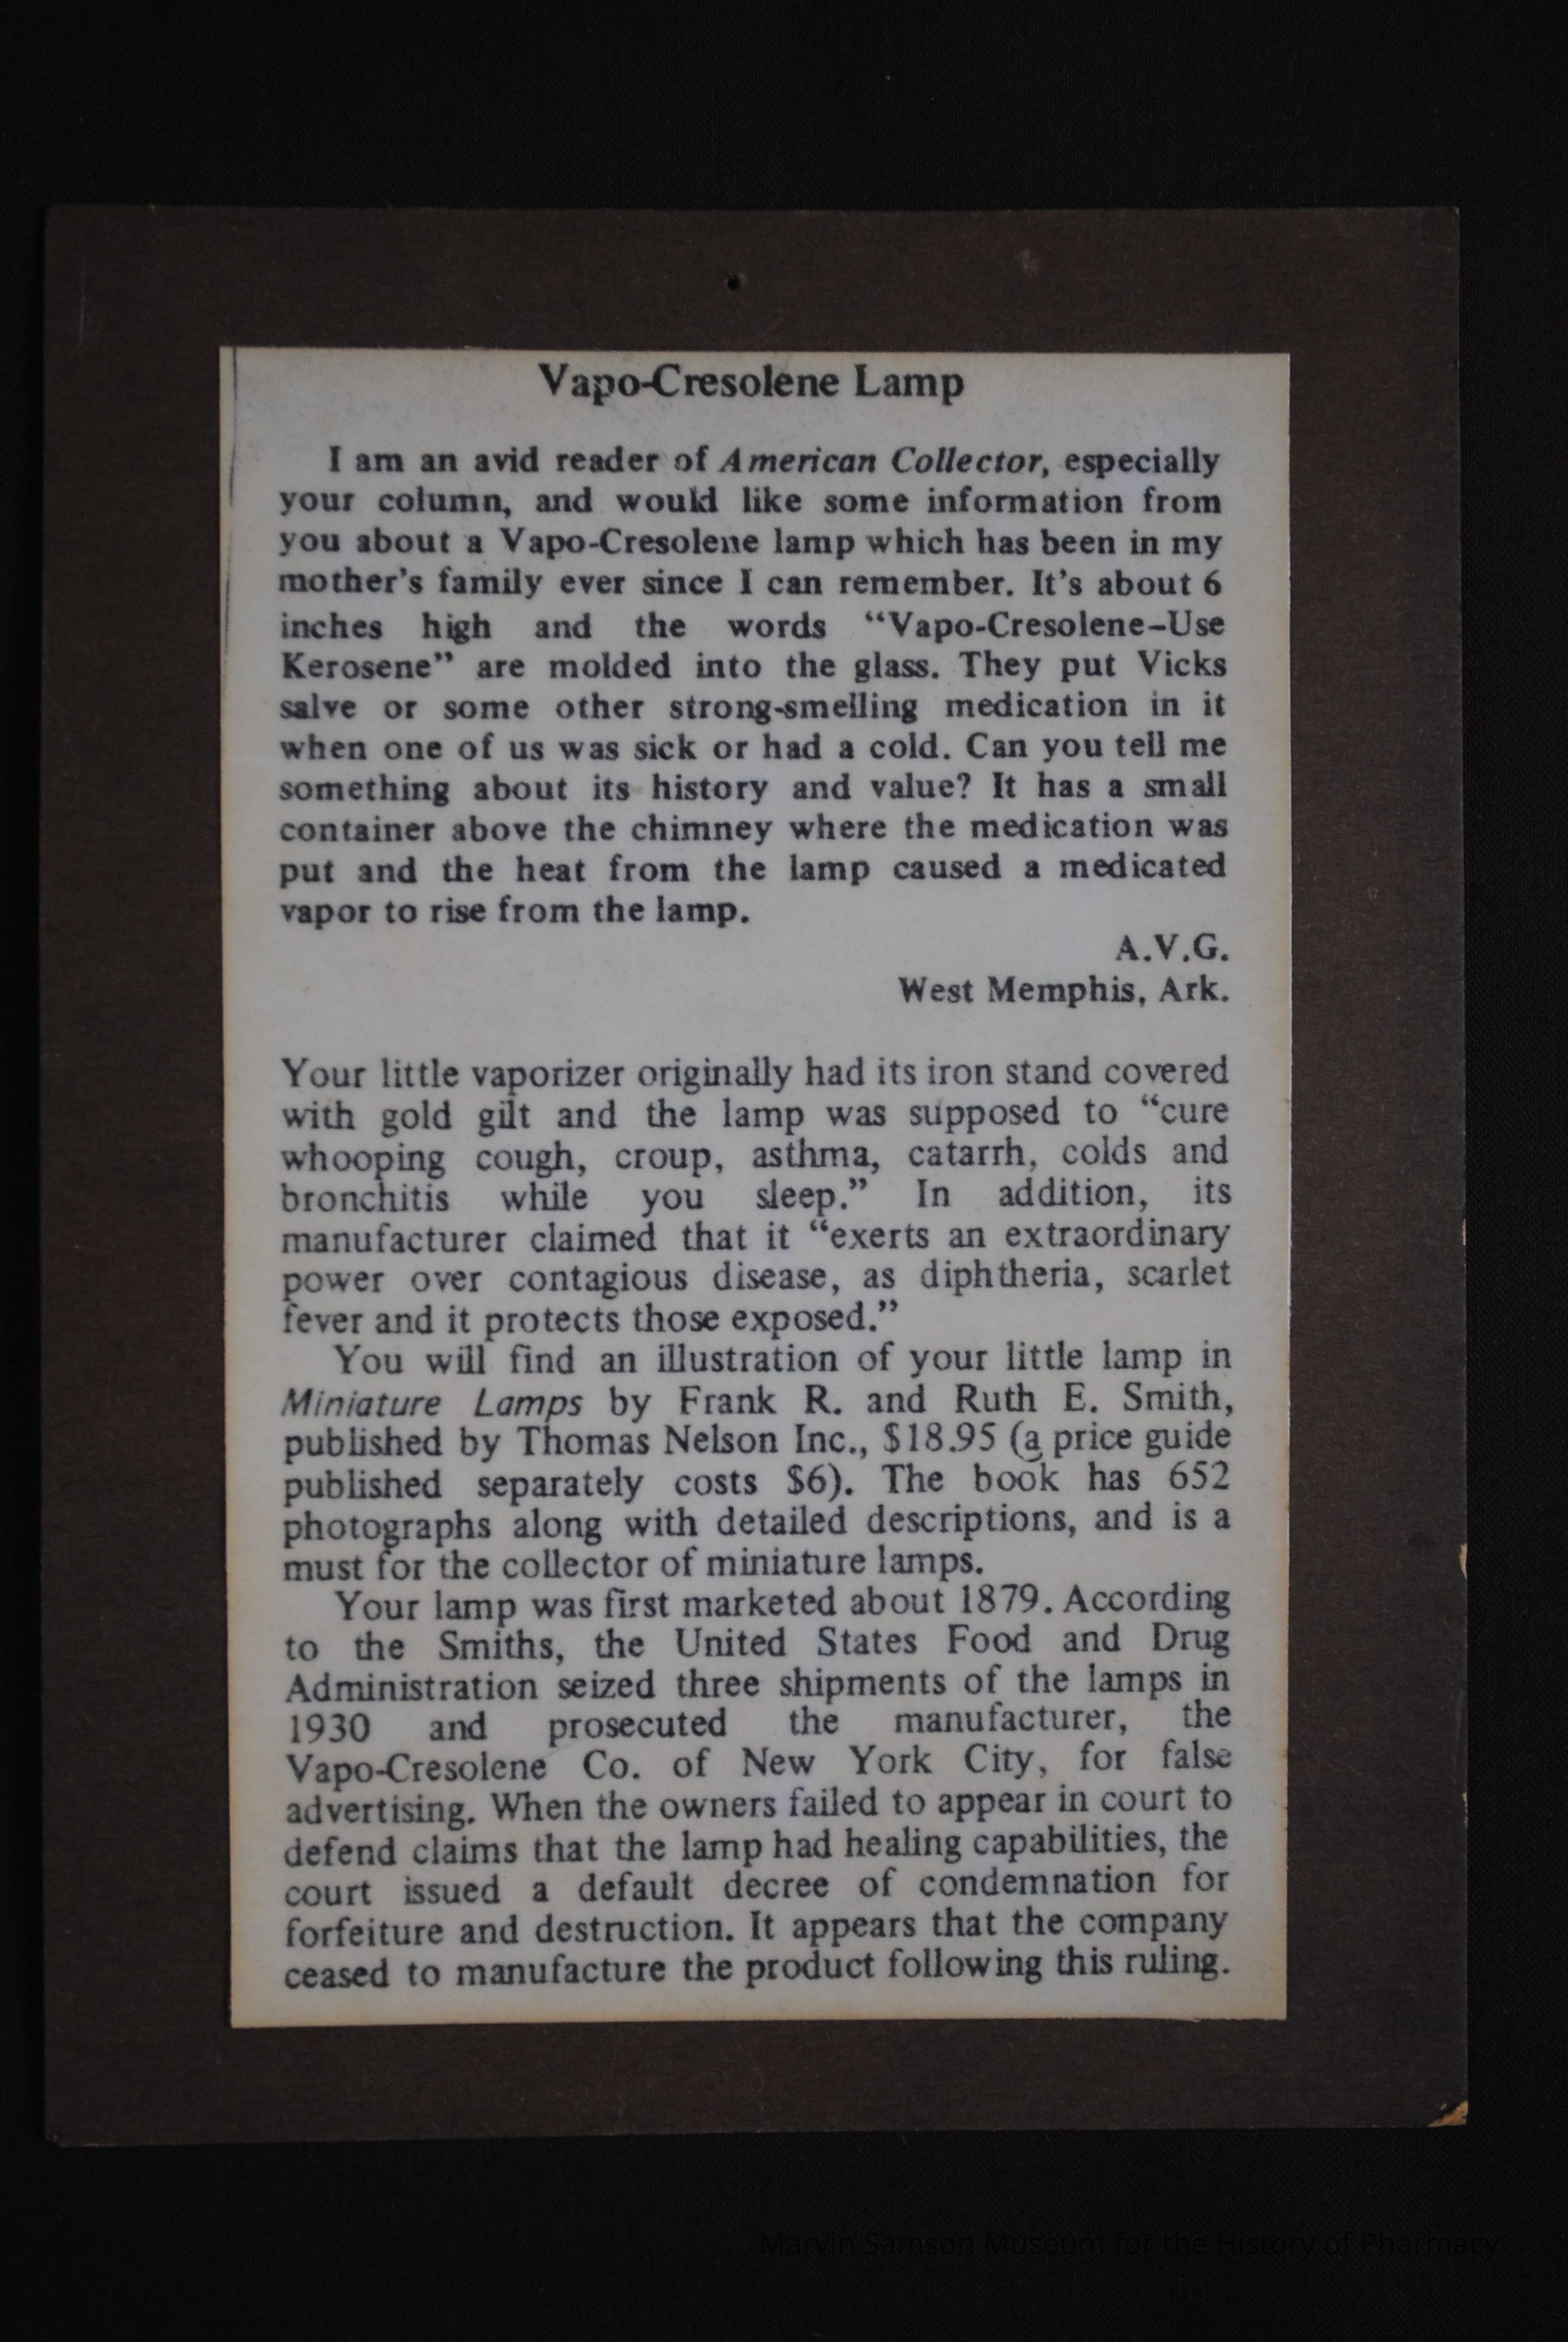 Vapo-Cresolene Lamp
I am an avid reader of American Collector, especially
your column, and would like some information from
you about a Vapo-Cresolene lamp which has been in my
mother's family ever since I can remember. It's about 6
inches high and the words “Vapo-Cresolene–Use
Kerosene” are molded into the glass. They put Vicks
salve or some other strong-smelling medication in it
when one of us was sick or had a cold. Can you tell me
something about its history and value? It has a small
container above the chimney where the medication was
put and the heat from the lamp caused a medicated
vapor to rise from the lamp.
A.V.G.
West Memphis, Ark.
Your little vaporizer originally had its iron stand covered
with gold gilt and the lamp was supposed to “cure
whooping cough, croup, asthma, catarrh, colds and
bronchitis while you sleep.” In addition, its
manufacturer claimed that it “exerts an extraordinary
power over contagious disease, as diphtheria, scarlet
fever and it protects those exposed.”
You will find an illustration of your little lamp in
Miniature Lamps by Frank R. and Ruth E. Smith,
published by Thomas Nelson Inc., $18.95 (a price guide
published separately costs $6). The book has 652
photographs along with detailed descriptions, and is a
must for the collector of miniature lamps.
Your lamp was first marketed about 1879. According
to the Smiths, the United States Food and Drug
Administration seized three shipments of the lamps in
1930 and prosecuted the manufacturer, the
Vapo-Cresolene Co. of New York City, for false
advertising. When the owners failed to appear in court to
defend claims that the lamp had healing capabilities, the
court issued a default decree of condemnation for
forfeiture and destruction. It appears that the company
ceased to manufacture the product following this ruling.
Marvin Samson Museum for the History of Pharmacy